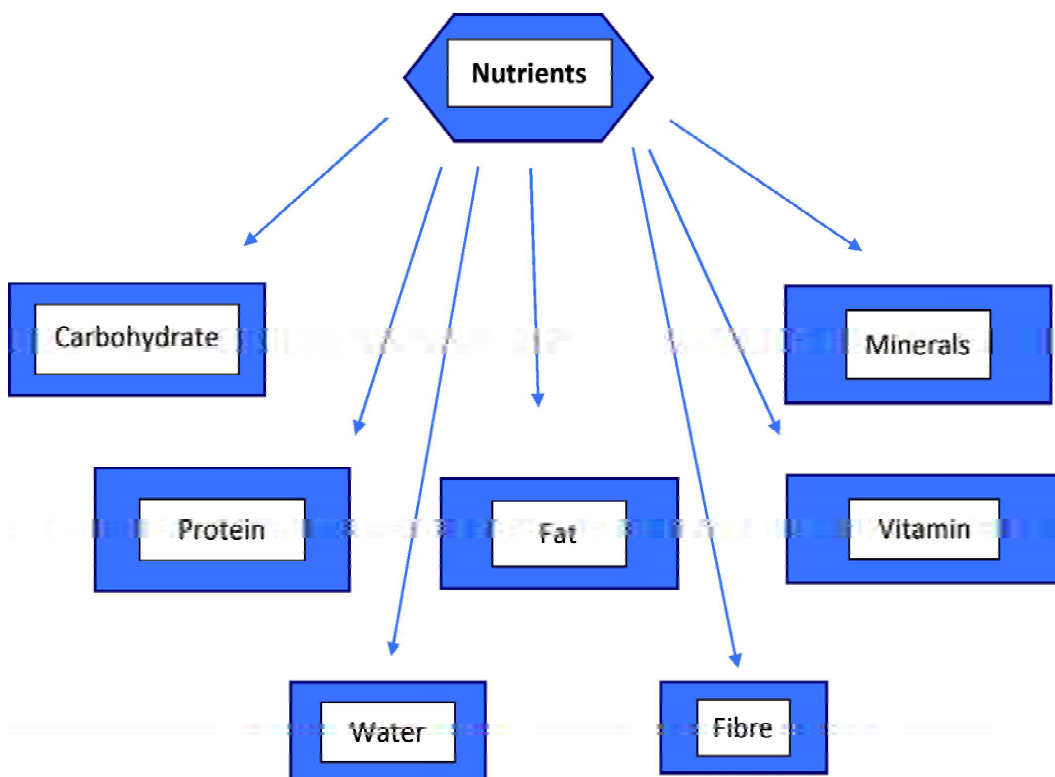 Nutrients
Carbohydrate
Minerals
Protein
Fat
Vitamin
Water
Fibre